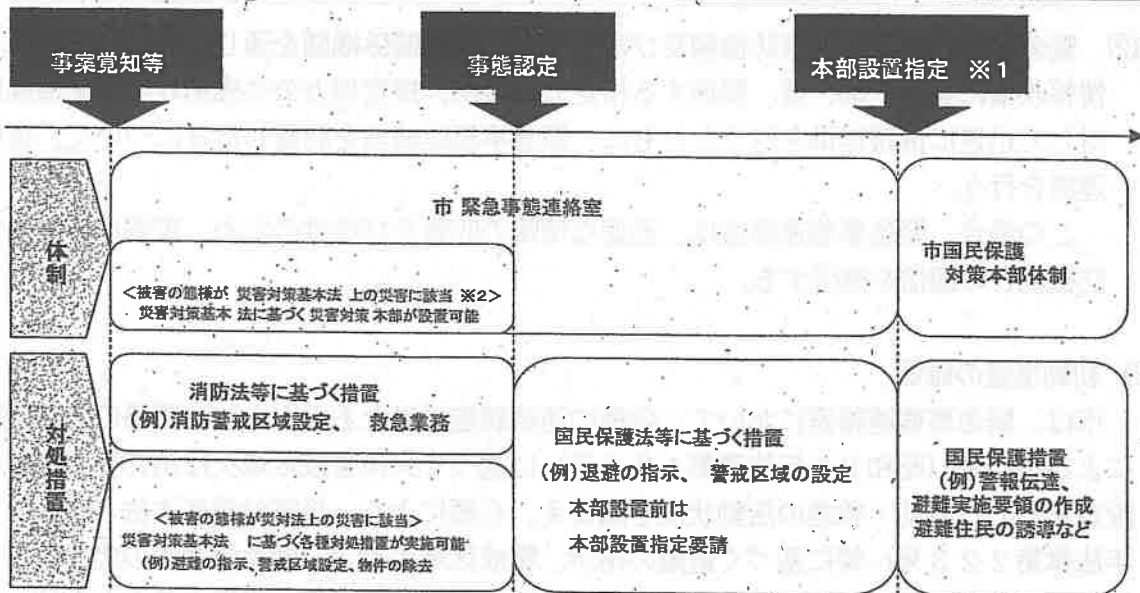 事案覚知等
事態認定
本部設置指定 ※1
体制
市 緊急事態連絡室
<被害の態様が 災害対策基本法 上の災害に該当 ※2>
災害対策基本 法に基づく災害対策 本部が設置可能
市国民保護
対策本部体制
対処措置
消防法等に基づく措置
(例)消防警戒区域設定、 救急業務
<被害の態様が災対法上の災害に該当>
災害対策基本法 に基づく各種対処措置が実施可能
(例)避難の指示、警戒区域設定、物件の除去
国民保護法等に基づく措置
(例)退避の指示、警戒区域の設定
本部設置前は
本部設置指定要請
国民保護措置
(例)警報伝達、
避難実施要領の作成
避難住民の誘導など